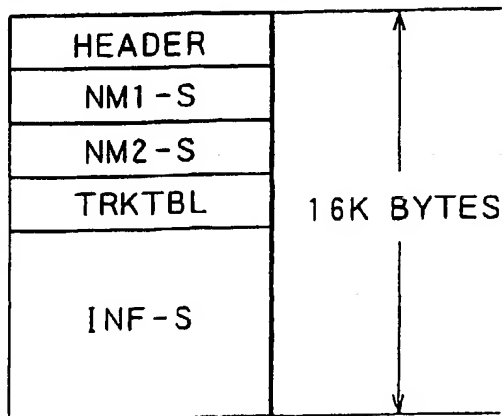 HEADER
NM1-S
NM2-S
TRKTBL
16K BYTES
INF-S